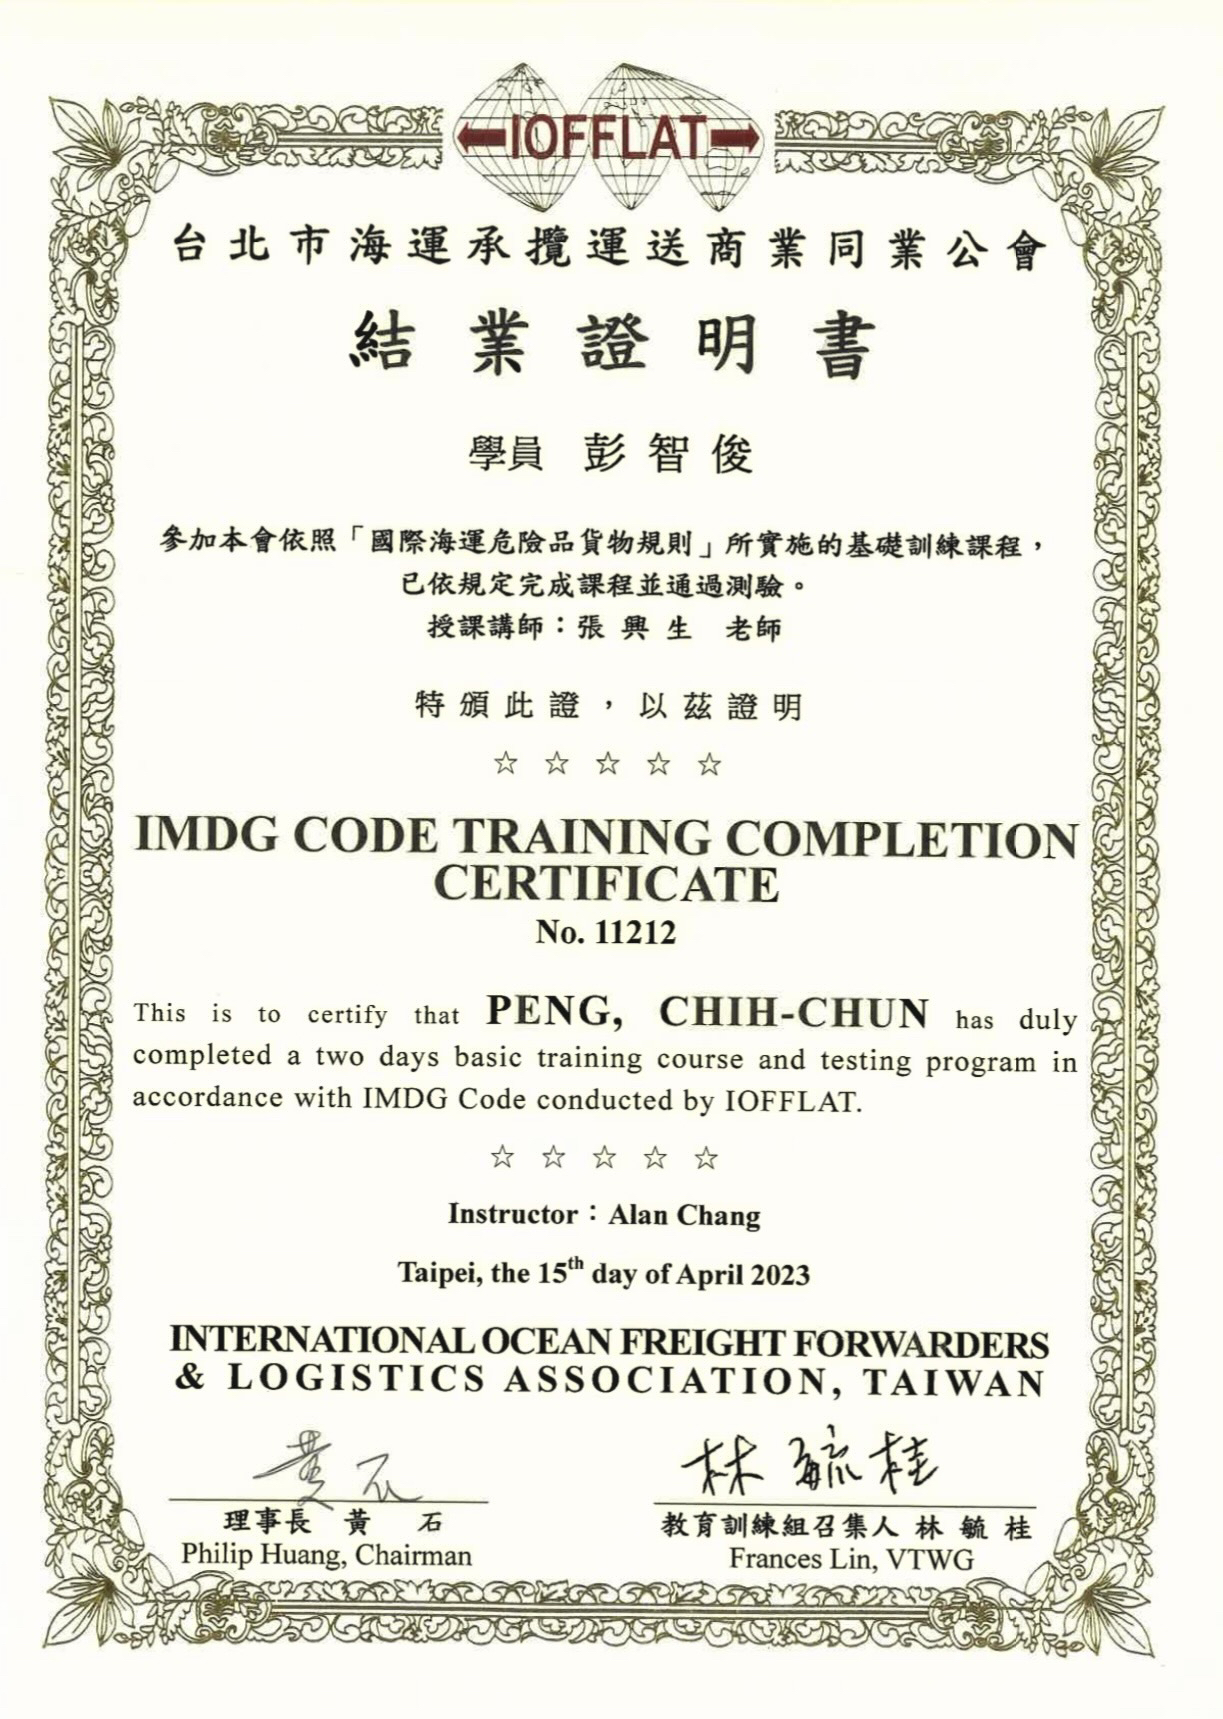 IOFFLAT
台北市海運承攬運送商業同業公會
結業證明書
學員 彭智俊
參加本會依照「國際海運危險品貨物規則」所實施的基礎訓練課程，
已依規定完成課程並通過測驗。
授課講師：張興生 老師
特頒此證，以茲證明
☆ ☆ ☆ ☆ ☆
IMDG CODE TRAINING COMPLETION
CERTIFICATE
No. 11212
This is to certify that PENG, CHIH-CHUN has duly
completed a two days basic training course and testing program in
accordance with IMDG Code conducted by IOFFLAT.
☆ ☆ ☆ ☆ ☆
Instructor：Alan Chang
Taipei, the 15th day of April 2023
INTERNATIONAL OCEAN FREIGHT FORWARDERS
& LOGISTICS ASSOCIATION, TAIWAN
黃石 林毓桂
理事長 黃 石 教育訓練組召集人 林毓桂
Philip Huang, Chairman Frances Lin, VTWG